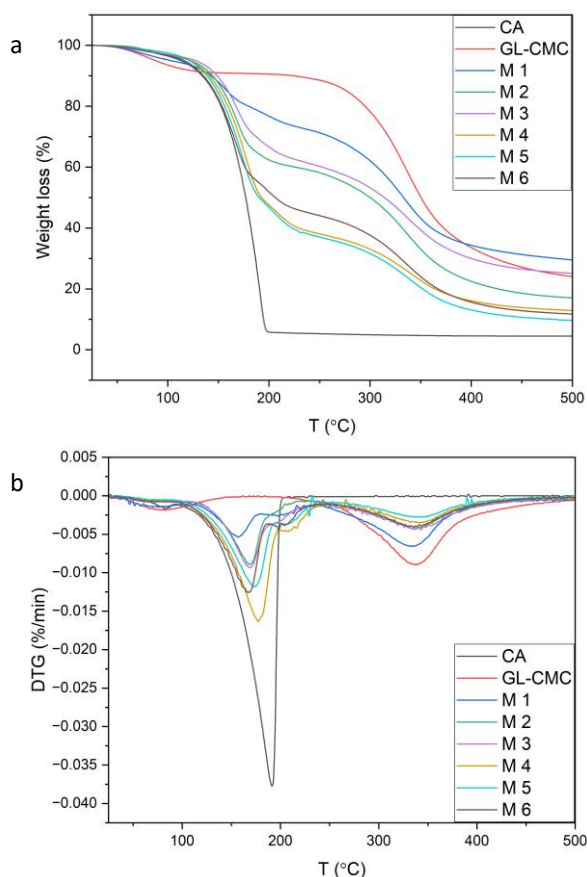 a
100
80
60
40
20
0
Weight loss (%)
100
200
300
400
500
T (°C)
CA
GL-CMC
M 1
M 2
M 3
M 4
M 5
M 6
b
0.005
0.000
−0.005
−0.010
−0.015
−0.020
−0.025
−0.030
−0.035
−0.040
DTG (%/min)
100
200
300
400
500
T (°C)
CA
GL-CMC
M 1
M 2
M 3
M 4
M 5
M 6